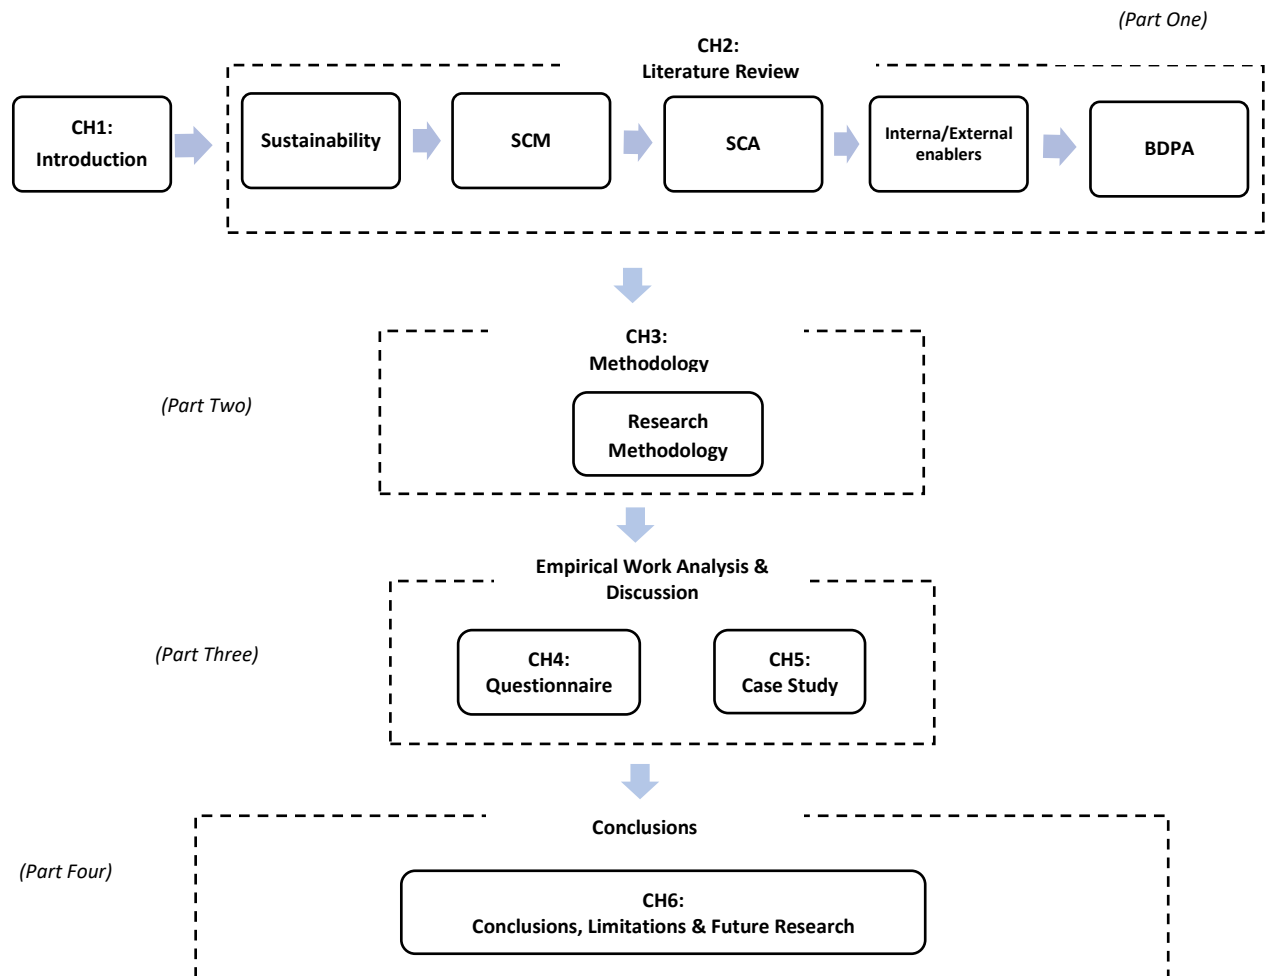 (Part One)
CH2:
Literature Review
CH1:
Introduction
Sustainability
SCM
SCA
Interna/External
enablers
BDPA
CH3:
Methodology
(Part Two)
Research
Methodology
Empirical Work Analysis &
Discussion
(Part Three)
CH4:
Questionnaire
CH5:
Case Study
Conclusions
(Part Four)
CH6:
Conclusions, Limitations & Future Research